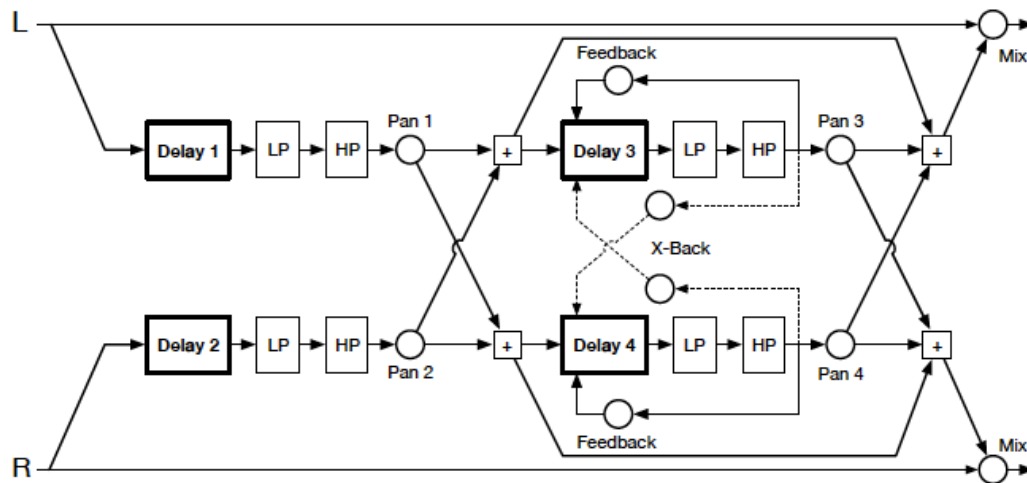 L
Mix
Feedback
Pan 1
Pan 3
Delay 1
LP
HP
+
Delay 3
LP
HP
+
X-Back
Delay 2
LP
HP
+
Delay 4
LP
HP
+
Pan 2
Pan 4
Feedback
Mix
R